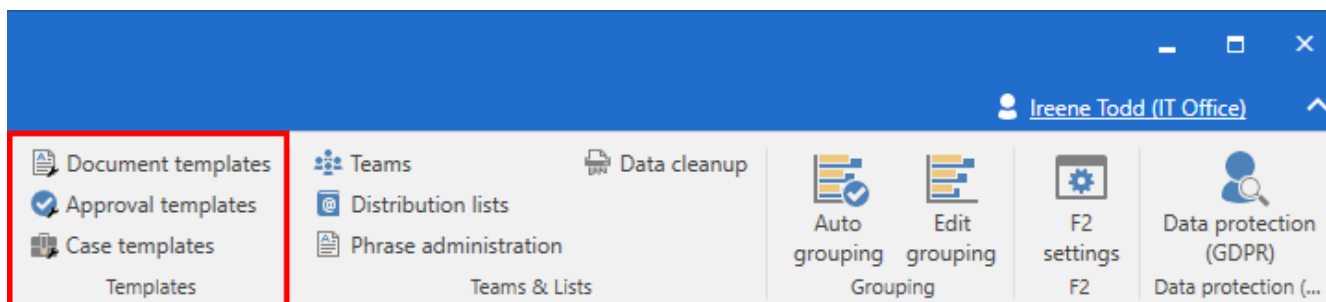 Ireene Todd (IT Office)
Document templates
Approval templates
Case templates
Templates
Teams
Distribution lists
Phrase administration
Data cleanup
Teams & Lists
Auto
grouping
Edit
grouping
Grouping
F2
settings
F2
Data protection
(GDPR)
Data protection (...